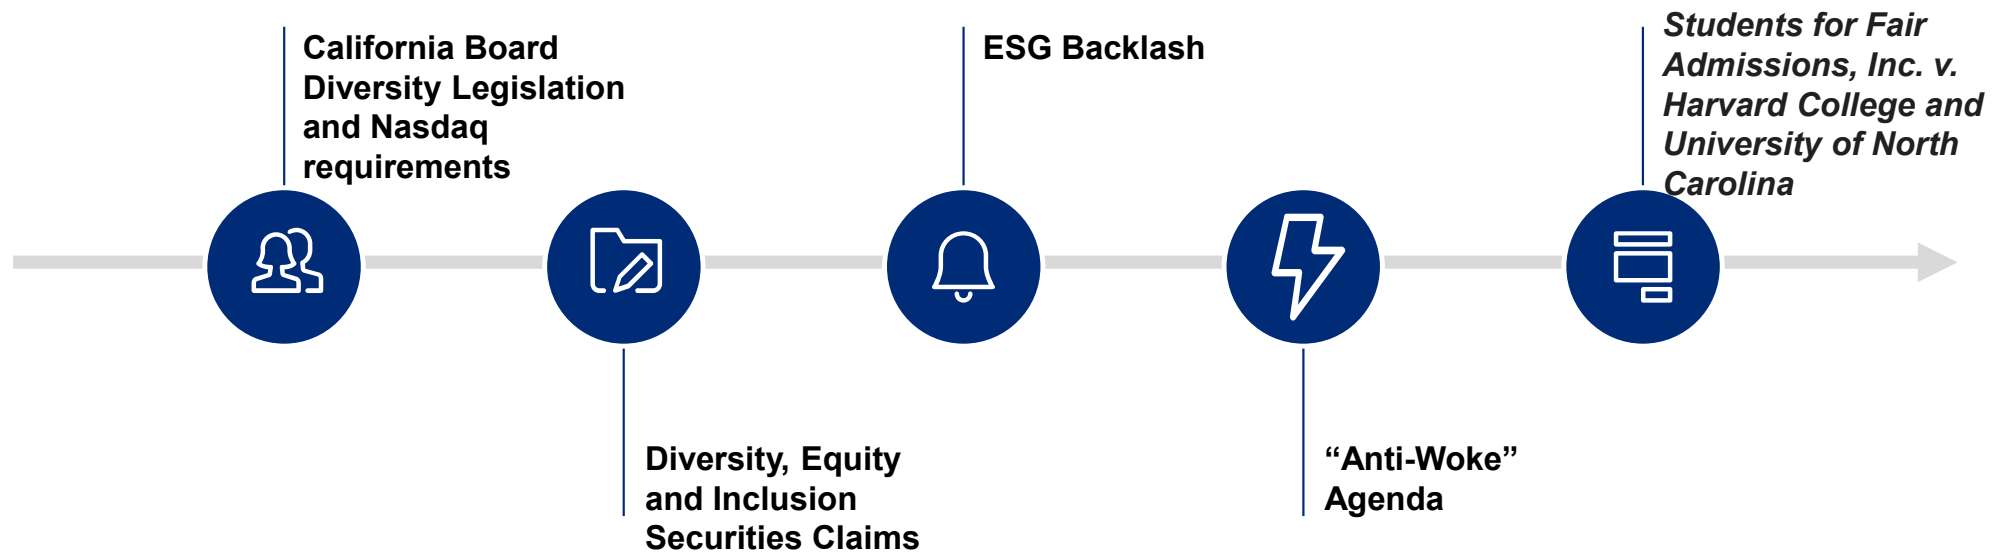 California Board
Diversity Legislation
and Nasdaq
requirements
Diversity, Equity
and Inclusion
Securities Claims
ESG Backlash
“Anti-Woke”
Agenda
Students for Fair
Admissions, Inc. v.
Harvard College and
University of North
Carolina